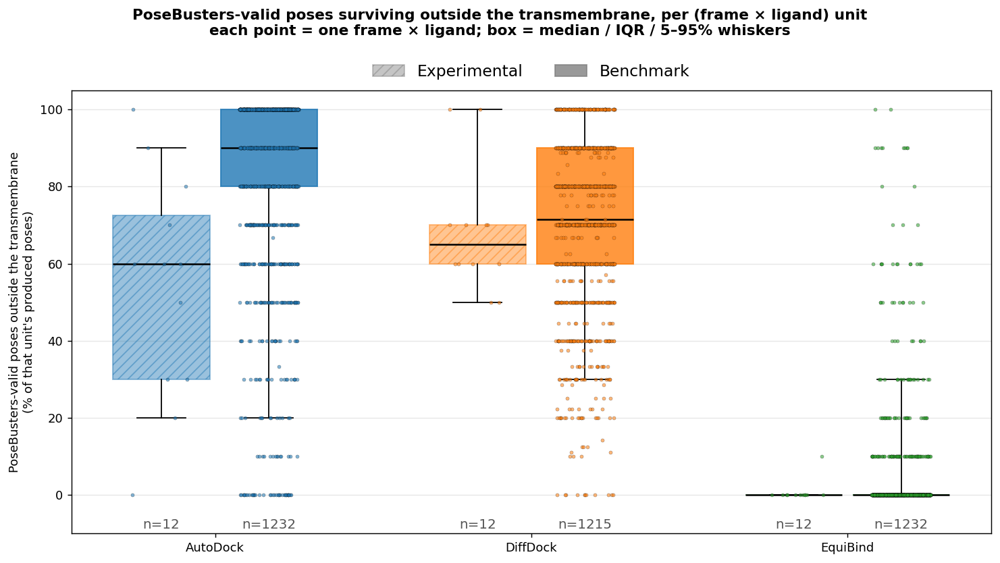 PoseBusters-valid poses surviving outside the transmembrane, per (frame × ligand) unit
each point = one frame × ligand; box = median / IQR / 5–95% whiskers
Experimental
Benchmark
PoseBusters-valid poses outside the transmembrane
(% of that unit's produced poses)
100
80
60
40
20
0
n=12
n=1232
n=12
n=1215
n=12
n=1232
AutoDock
DiffDock
EquiBind